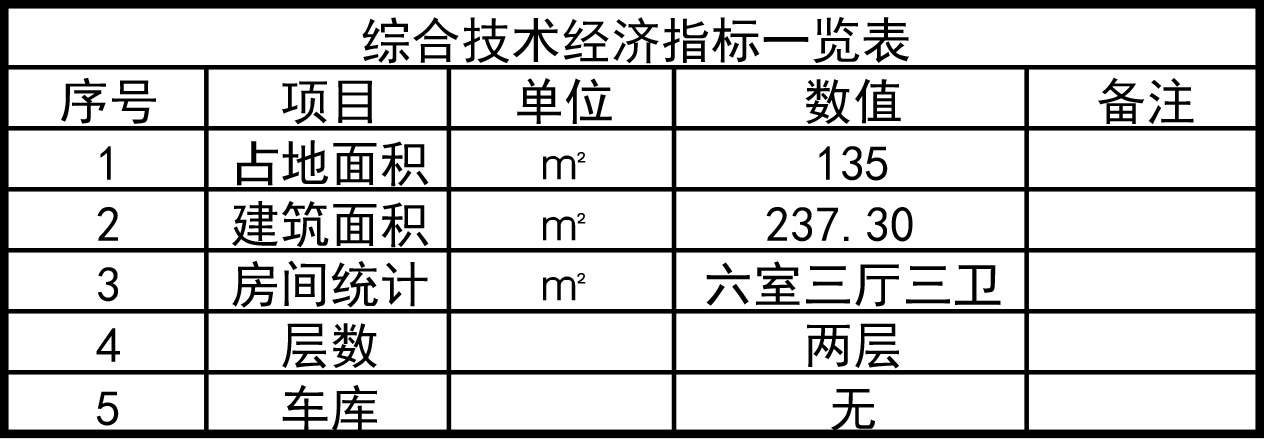 综合技术经济指标一览表
序号 项目 单位 数值 备注
1 占地面积 m² 135
2 建筑面积 m² 237.30
3 房间统计 m² 六室三厅三卫
4 层数 两层
5 车库 无